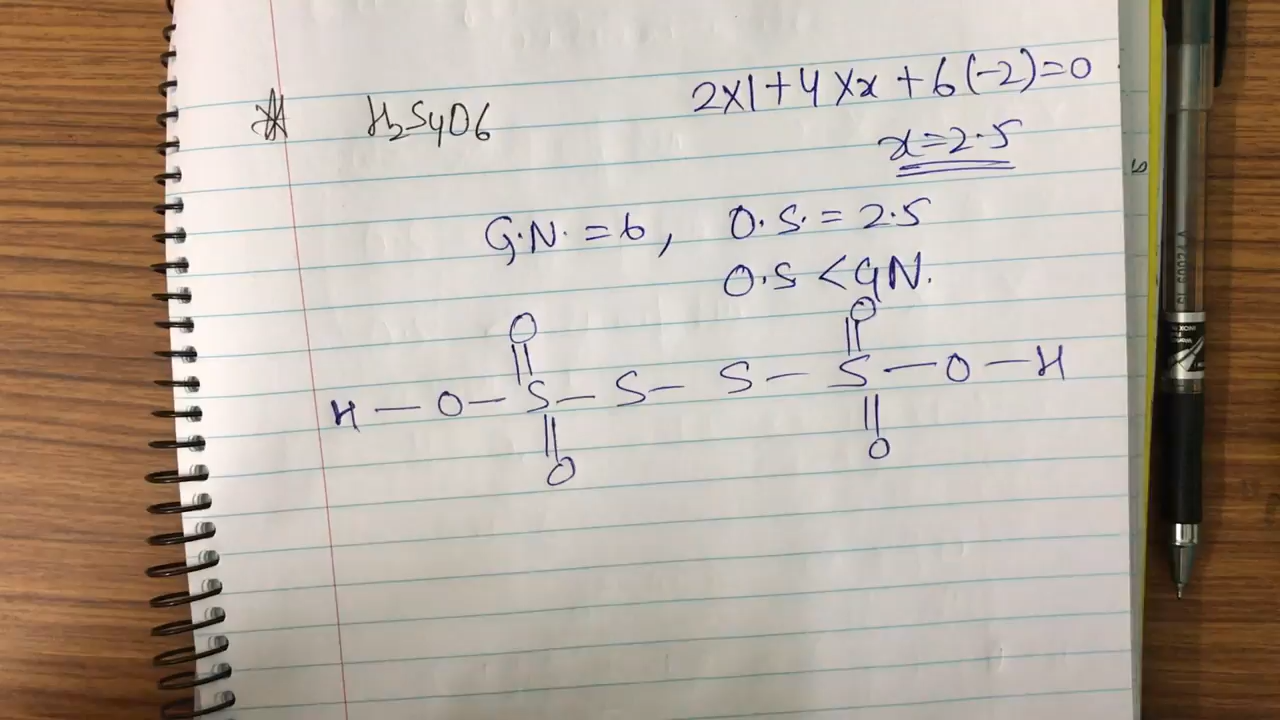 H2S4O6
2×1+4×x+6(-2)=0
x=2.5
G.N.=6, O.S.=2.5
O.S<GN.
O O
H—O—S—S—S—S—O—H
O O